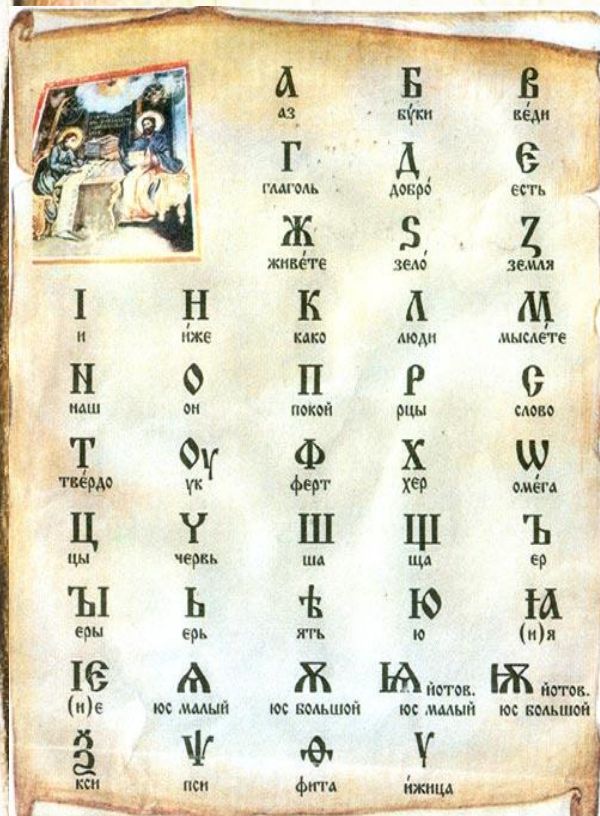 А Б В
аз бу́ки ве́ди
Г Д Є
глаголь добро́ есть
Ж Ѕ З
живе́те зело́ земля
І Н К Л М
и и́же како люди мысле́те
N О П Р С
наш он покой рцы слово
Т Оу Ф Х Ѡ
тве́рдо ук ферт хер оме́га
Ц Ч Ш Щ Ъ
цы червь ша ща ер
ЪІ Ь Ѣ Ю Ꙗ
еры ерь ять ю (и)я
Ѥ Ѧ Ѫ Ѩ йотов. Ѭ йотов.
(и)е юс малый юс большой юс малый юс большой
Ѯ Ѱ Ѳ Ѵ
кси пси фита и́жица